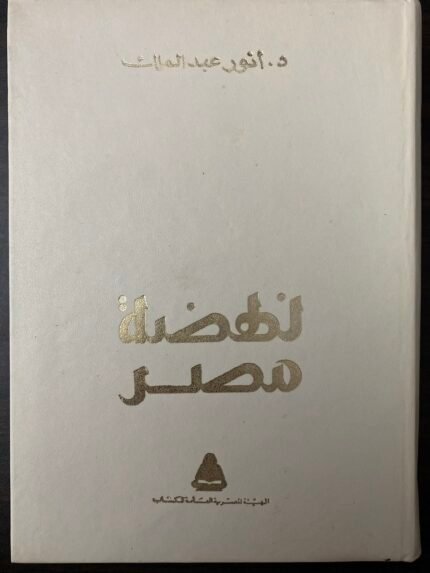 د. أنور عبد الملك
نهضة
مصر
الهيئة المصرية العامة للكتاب